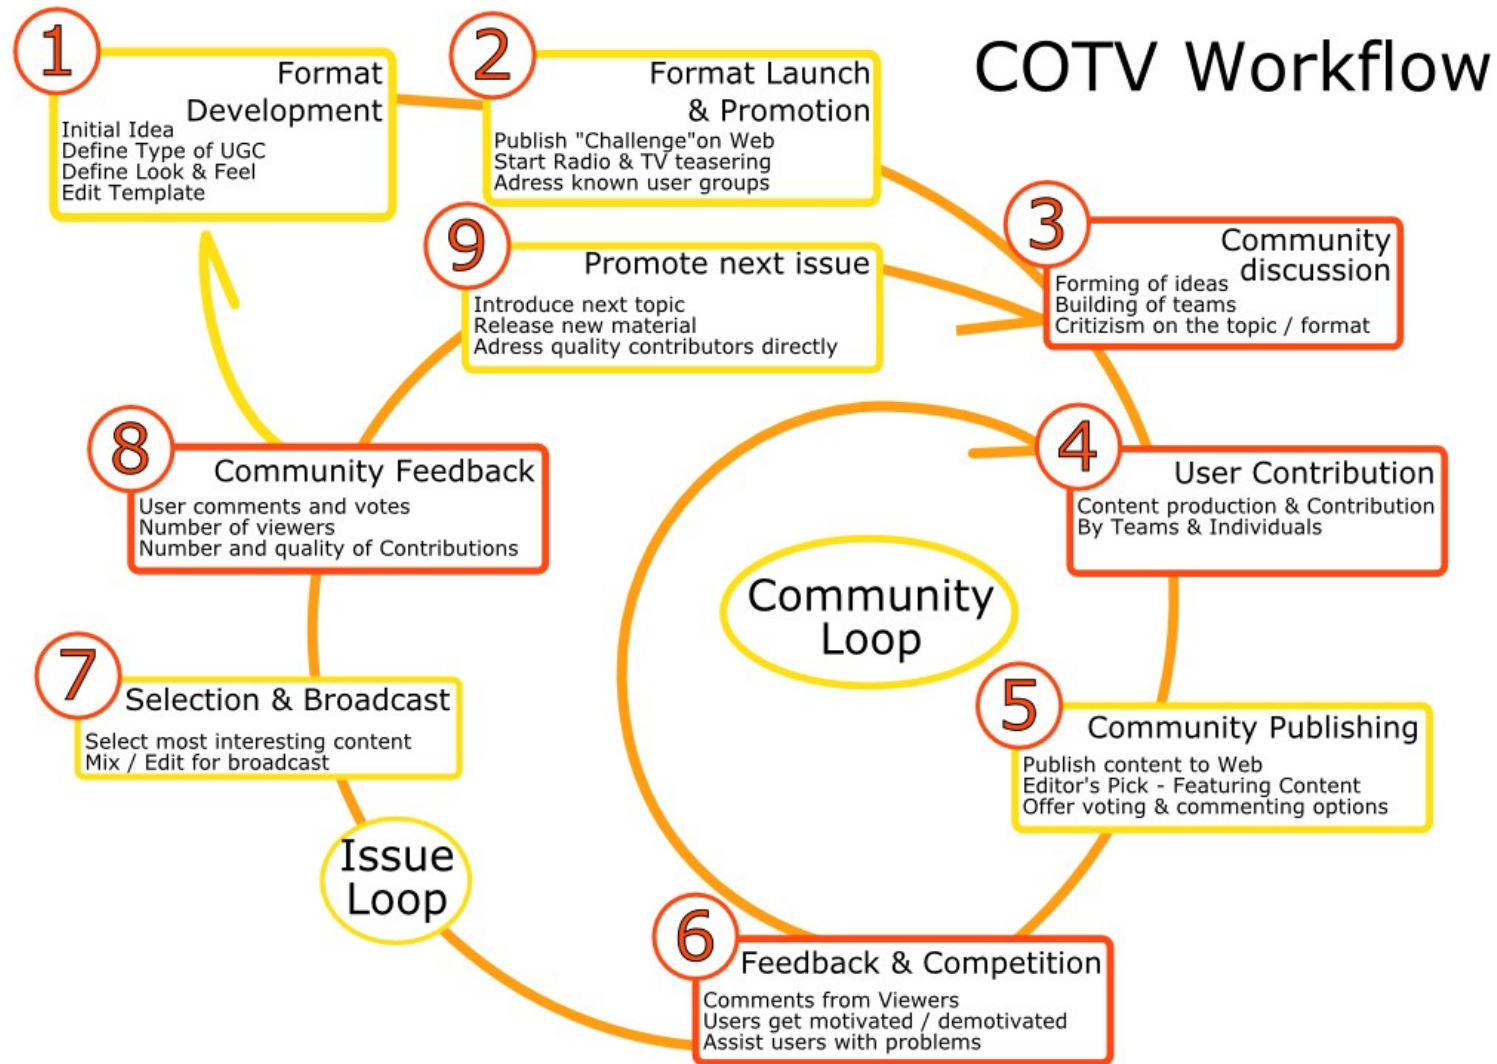 COTV Workflow
1
Format
Development
Initial Idea
Define Type of UGC
Define Look & Feel
Edit Template
2
Format Launch
& Promotion
Publish "Challenge"on Web
Start Radio & TV teasering
Adress known user groups
3
Community
discussion
Forming of ideas
Building of teams
Critizism on the topic / format
9
Promote next issue
Introduce next topic
Release new material
Adress quality contributors directly
8
Community Feedback
User comments and votes
Number of viewers
Number and quality of Contributions
4
User Contribution
Content production & Contribution
By Teams & Individuals
Community
Loop
7
Selection & Broadcast
Select most interesting content
Mix / Edit for broadcast
5
Community Publishing
Publish content to Web
Editor's Pick - Featuring Content
Offer voting & commenting options
Issue
Loop
6
Feedback & Competition
Comments from Viewers
Users get motivated / demotivated
Assist users with problems